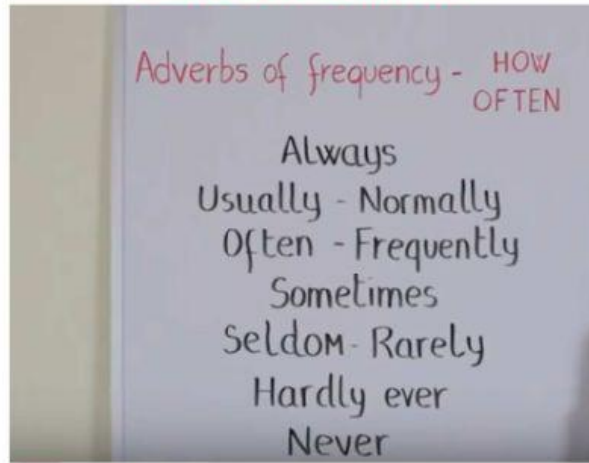 Adverbs of frequency - HOW OFTEN
Always
Usually - Normally
Often - Frequently
Sometimes
Seldom - Rarely
Hardly ever
Never